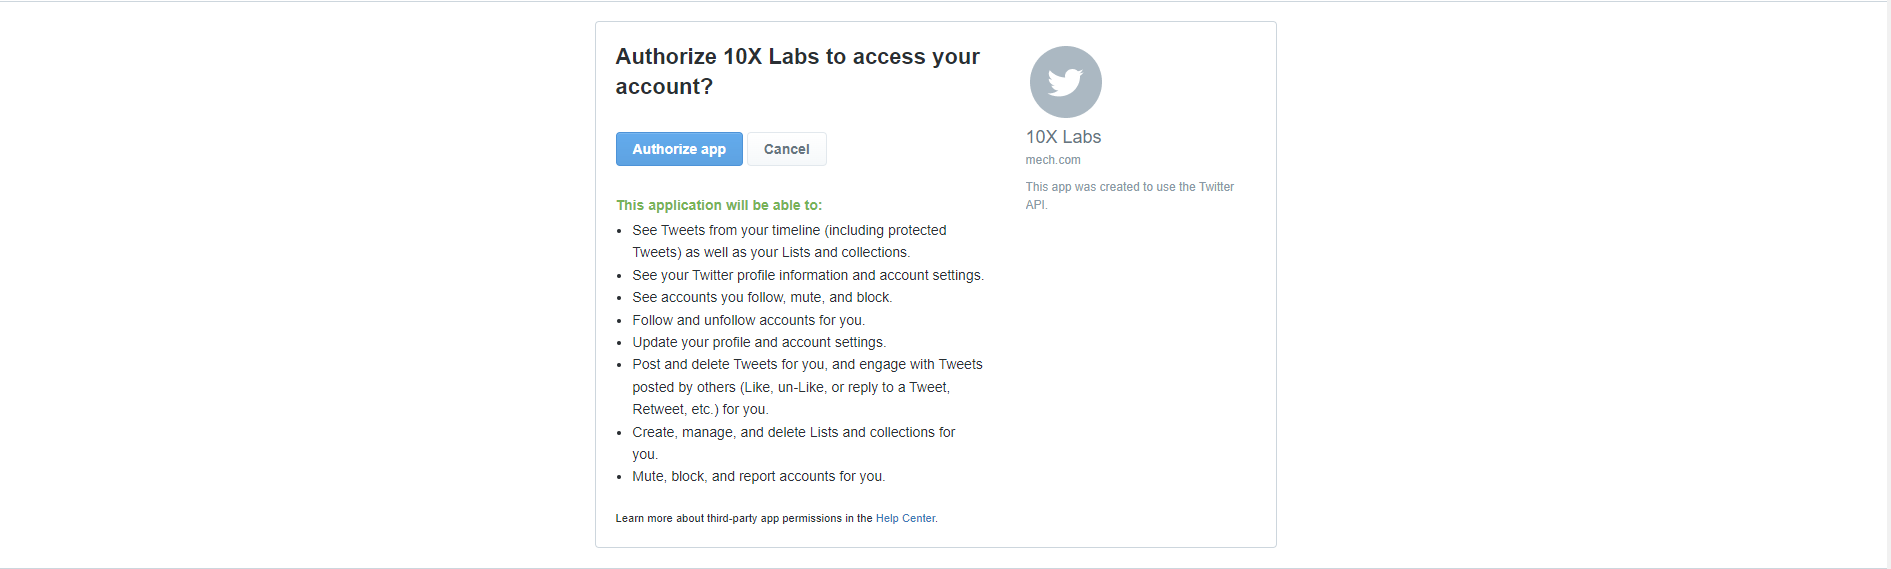 Authorize 10X Labs to access your
account?
Authorize app
Cancel
This application will be able to:
• See Tweets from your timeline (including protected
Tweets) as well as your Lists and collections.
• See your Twitter profile information and account settings.
• See accounts you follow, mute, and block.
• Follow and unfollow accounts for you.
• Update your profile and account settings.
• Post and delete Tweets for you, and engage with Tweets
posted by others (Like, un-Like, or reply to a Tweet,
Retweet, etc.) for you.
• Create, manage, and delete Lists and collections for
you.
• Mute, block, and report accounts for you.
Learn more about third-party app permissions in the Help Center.
10X Labs
mech.com
This app was created to use the Twitter
API.